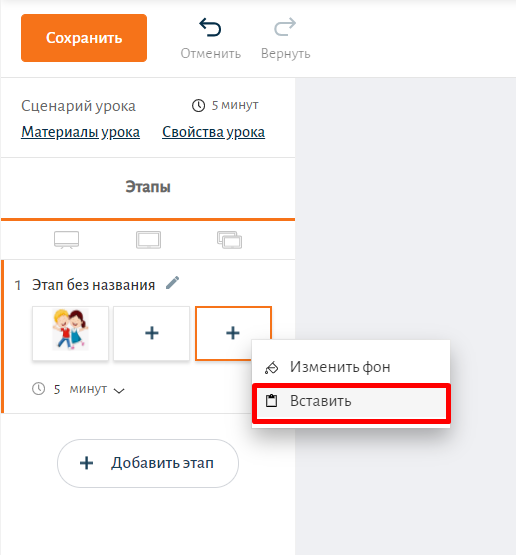 Сохранить
Отменить
Вернуть
Сценарий урока
5 минут
Материалы урока
Свойства урока
Этапы
1 Этап без названия
5 минут
Изменить фон
Вставить
Добавить этап